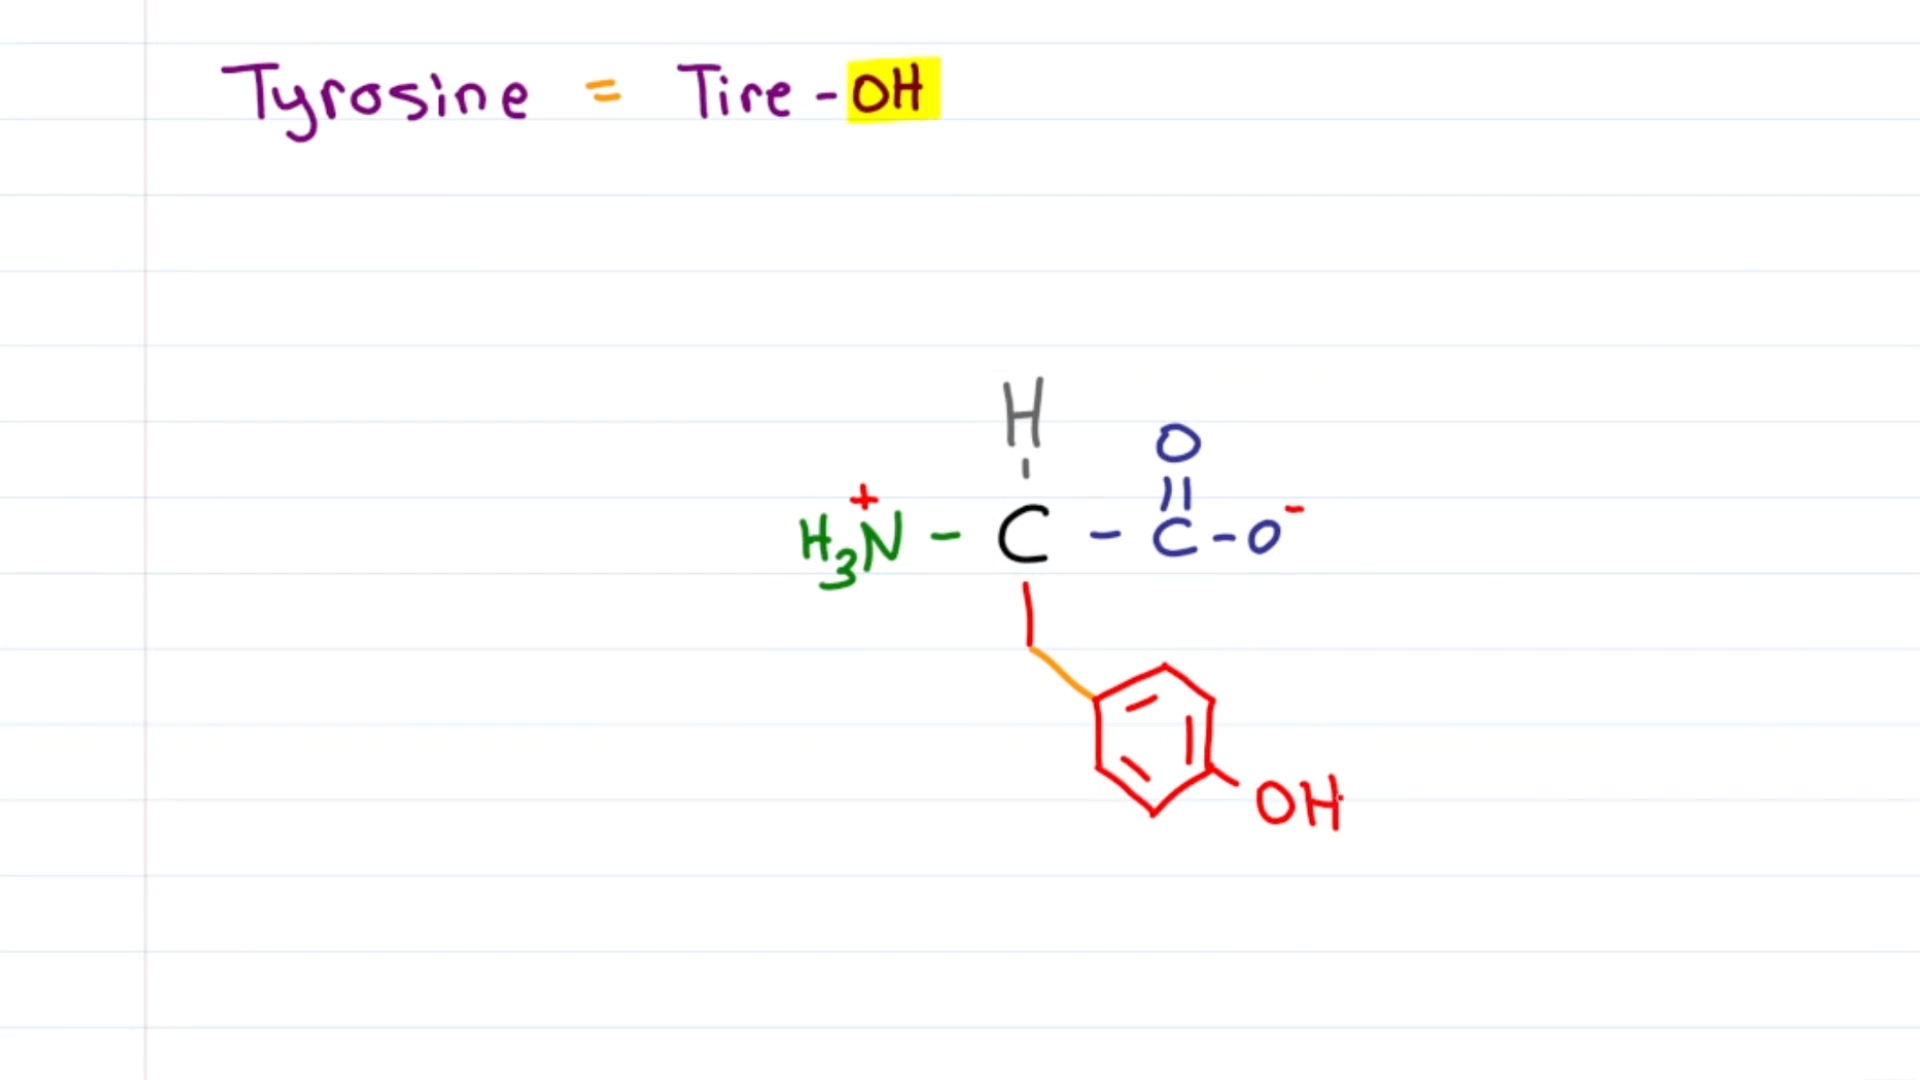 Tyrosine = Tire-OH
H
O
+
H3N - C - C - O-
OH